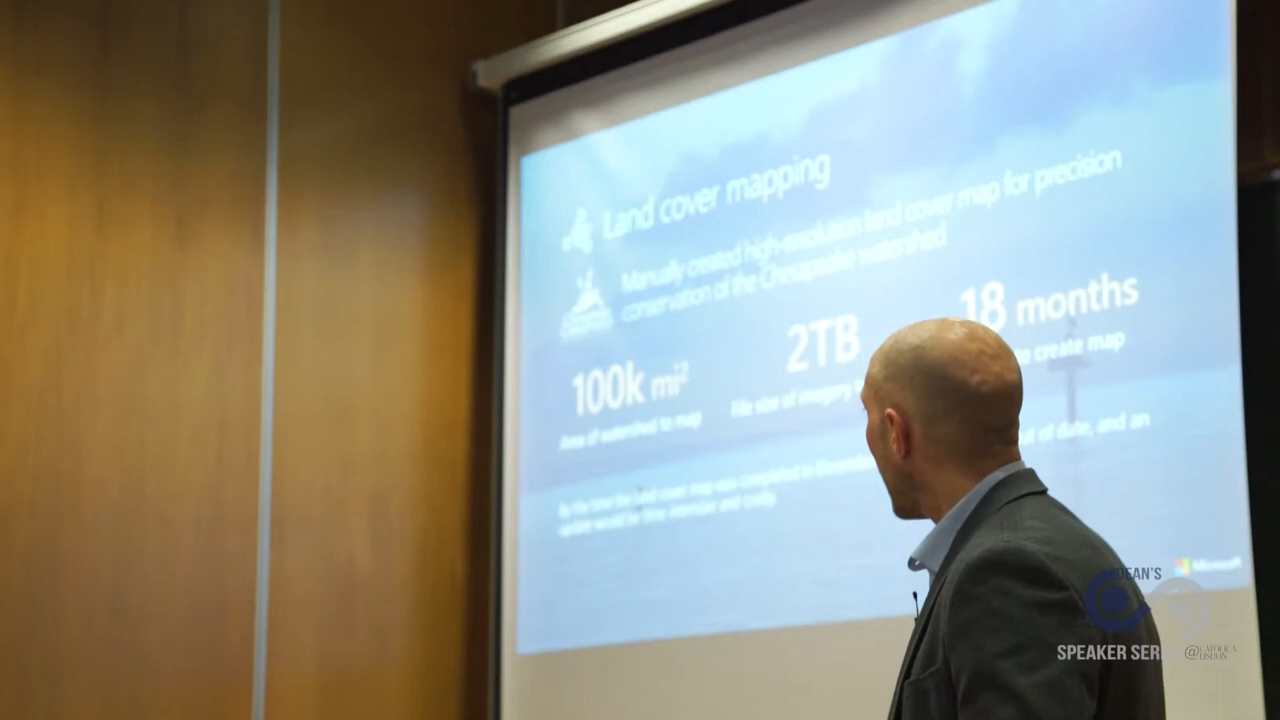 Land cover mapping
Manually created high-resolution land cover map for precision
conservation of the Chesapeake watershed
100k mi²
2TB
18 months
Area of watershed to map
File size of imagery
to create map
By the time the land cover map was completed in December
out of date, and an
update would be time intensive and costly.
Microsoft
DEAN'S
SPEAKER SERI
@CATÓLICA
LISBON